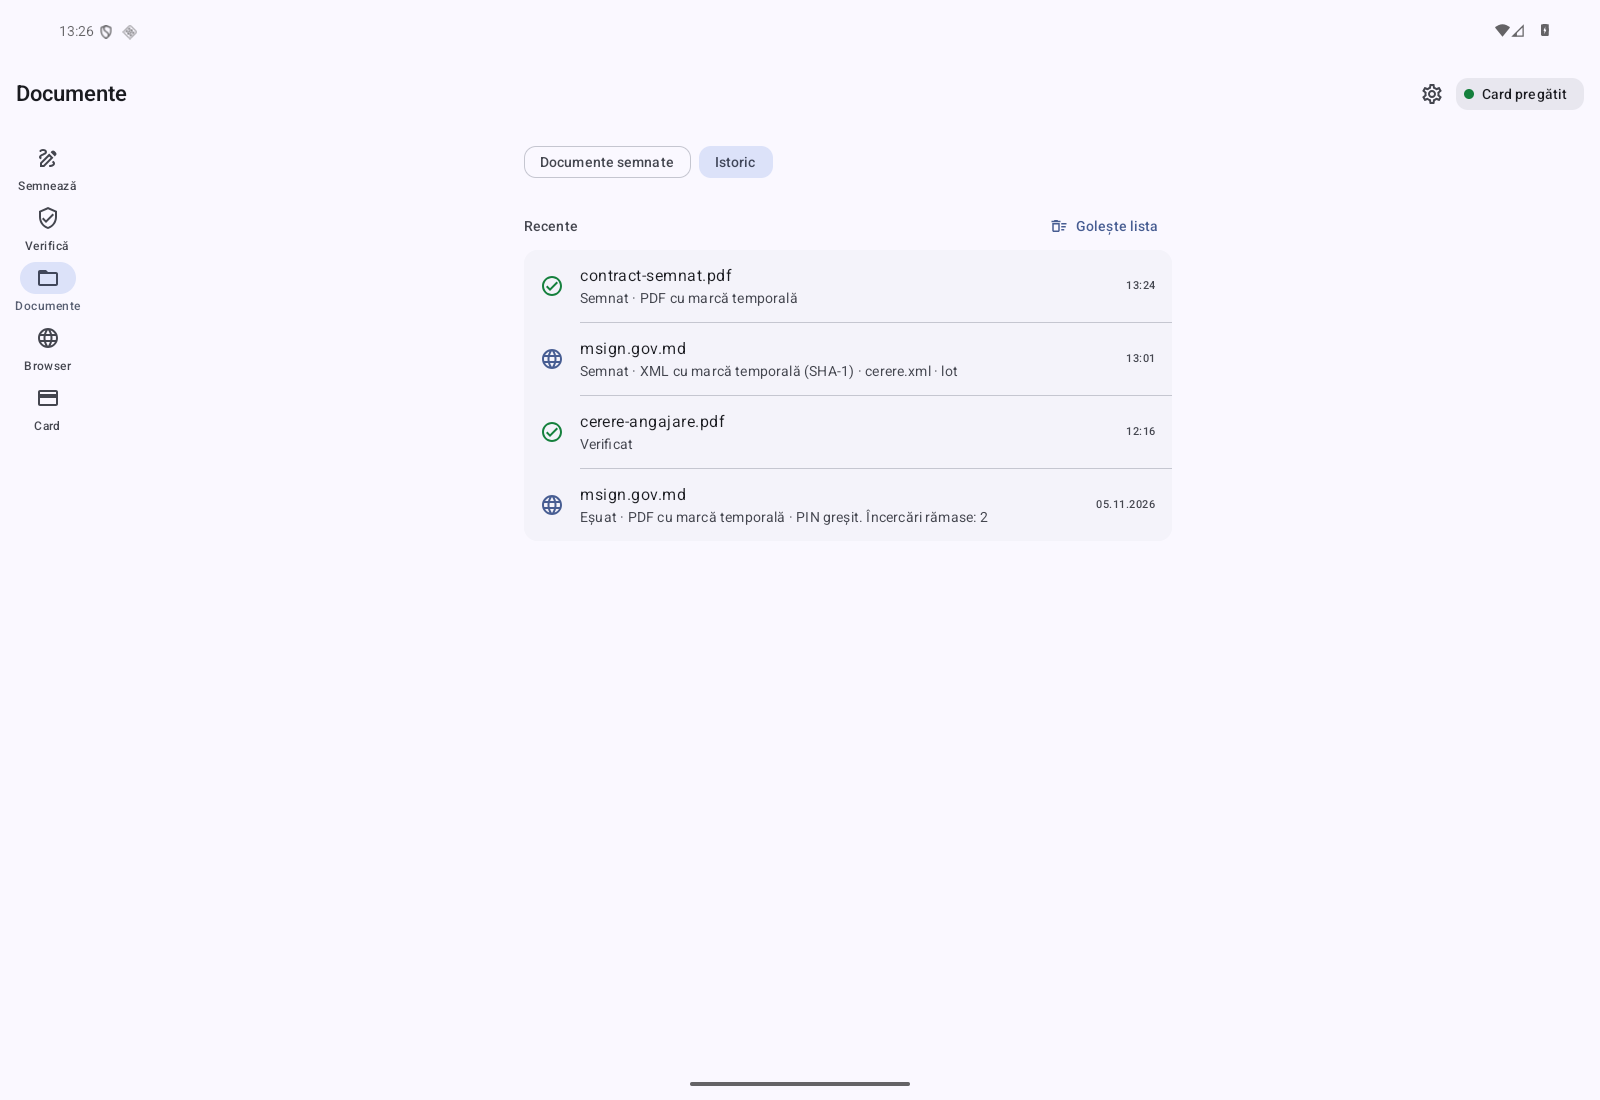 13:26
Documente
Card pregătit
Semnează
Verifică
Documente
Browser
Card
Documente semnate
Istoric
Recente
Golește lista
contract-semnat.pdf
Semnat · PDF cu marcă temporală
13:24
msign.gov.md
Semnat · XML cu marcă temporală (SHA-1) · cerere.xml · lot
13:01
cerere-angajare.pdf
Verificat
12:16
msign.gov.md
Eșuat · PDF cu marcă temporală · PIN greșit. Încercări rămase: 2
05.11.2026